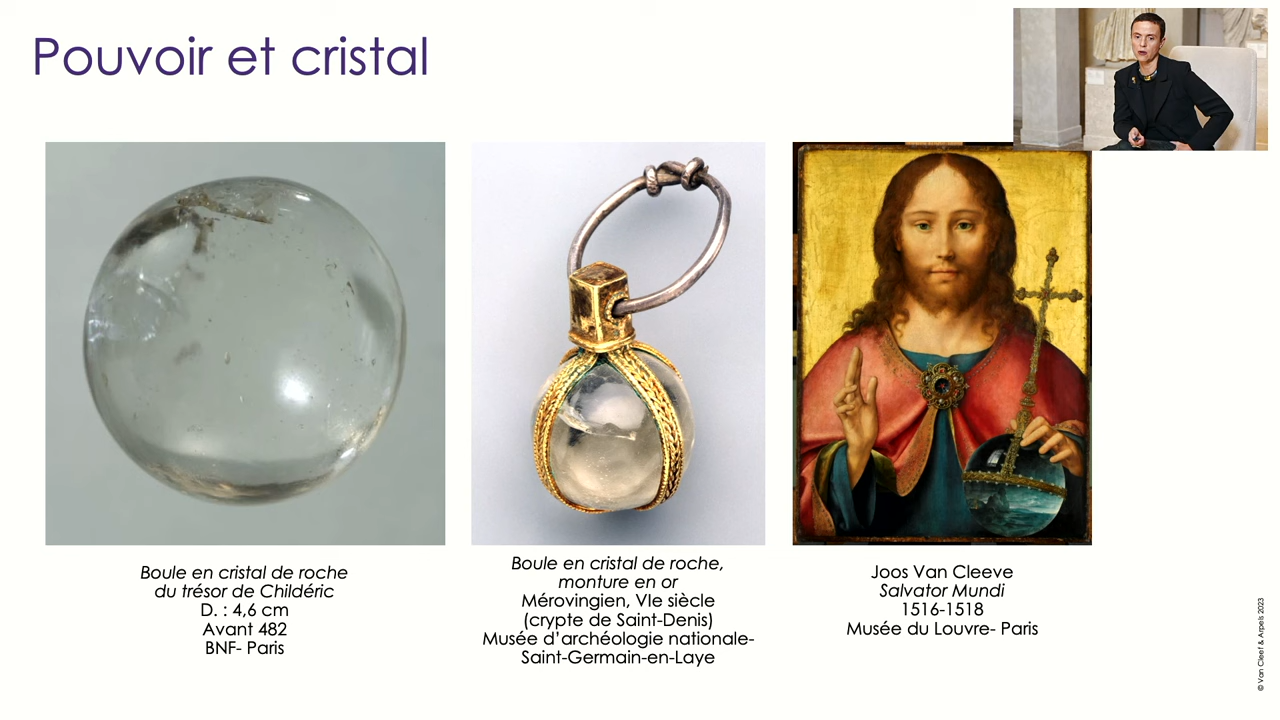 Pouvoir et cristal
Boule en cristal de roche
du trésor de Childéric
D. : 4,6 cm
Avant 482
BNF- Paris
Boule en cristal de roche,
monture en or
Mérovingien, VIe siècle
(crypte de Saint-Denis)
Musée d'archéologie nationale-
Saint-Germain-en-Laye
Joos Van Cleeve
Salvator Mundi
1516-1518
Musée du Louvre- Paris
© Van Cleef & Arpels 2023